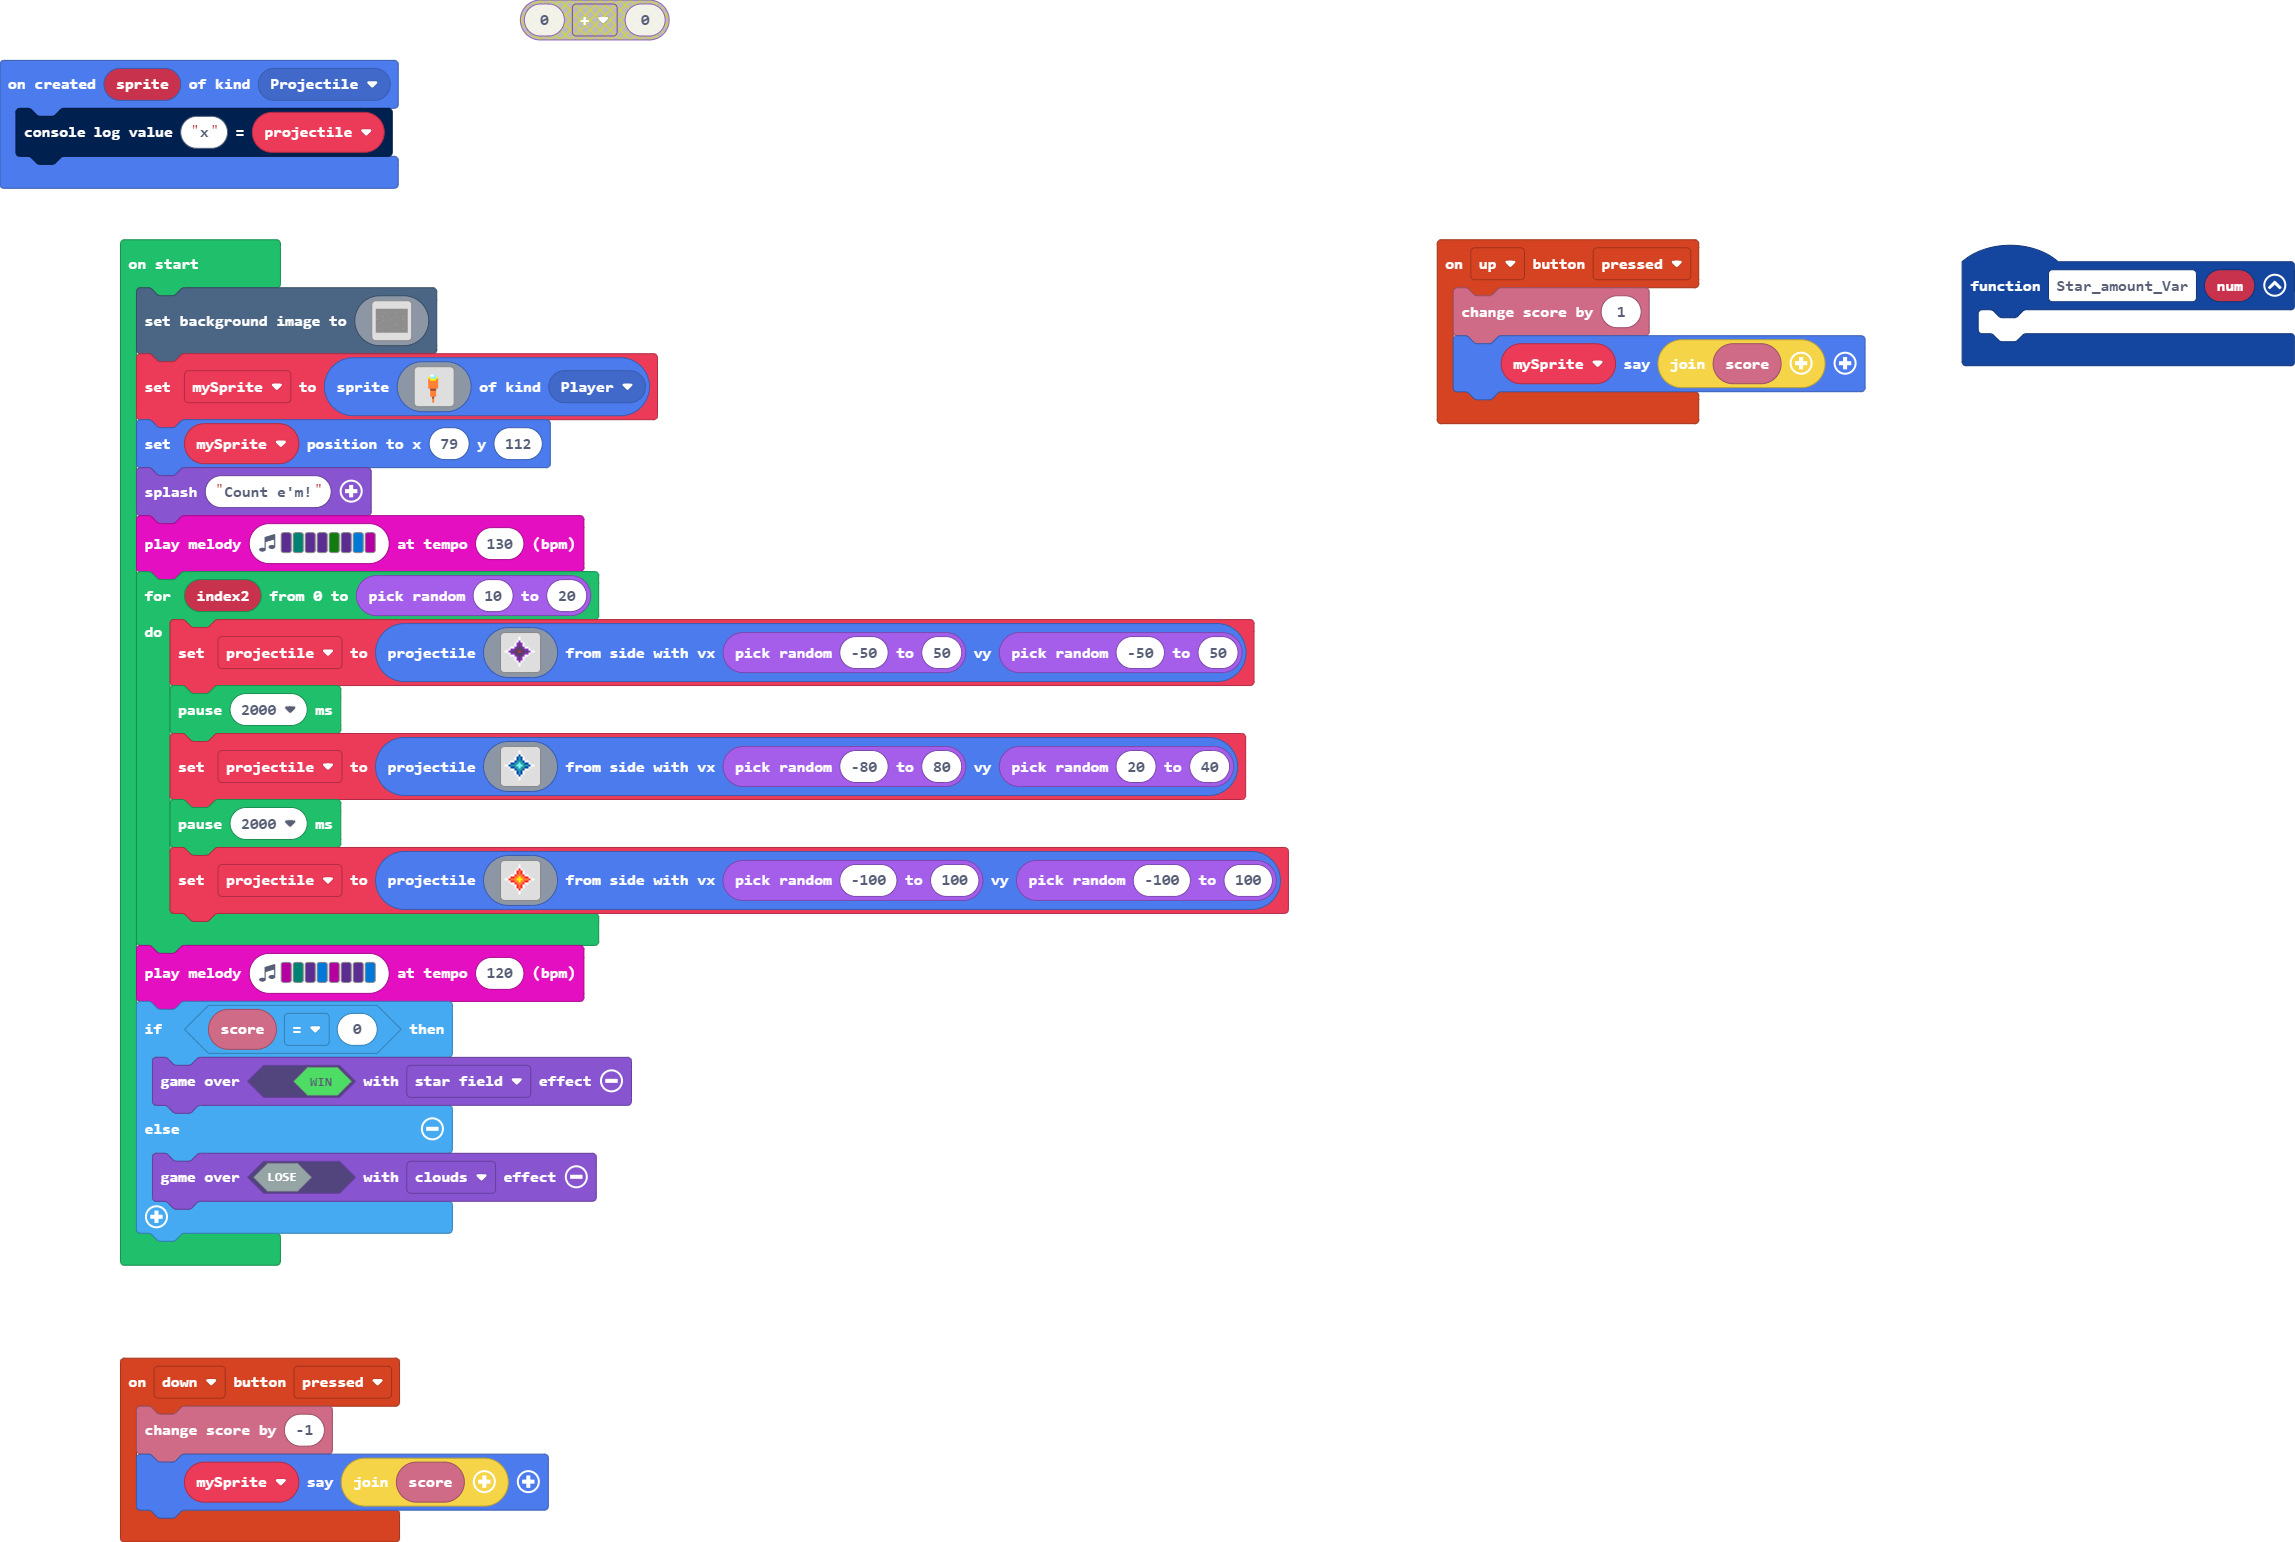 0 + 0
on created sprite of kind Projectile
console log value "x" = projectile
on start
set background image to
set mySprite to sprite of kind Player
set mySprite position to x 79 y 112
splash "Count e'm!"
play melody at tempo 130 (bpm)
for index2 from 0 to pick random 10 to 20
do
set projectile to projectile from side with vx pick random -50 to 50 vy pick random -50 to 50
pause 2000 ms
set projectile to projectile from side with vx pick random -80 to 80 vy pick random 20 to 40
pause 2000 ms
set projectile to projectile from side with vx pick random -100 to 100 vy pick random -100 to 100
play melody at tempo 120 (bpm)
if score = 0 then
game over WIN with star field effect
else
game over LOSE with clouds effect
on up button pressed
change score by 1
mySprite say join score
function Star_amount_Var num
on down button pressed
change score by -1
mySprite say join score